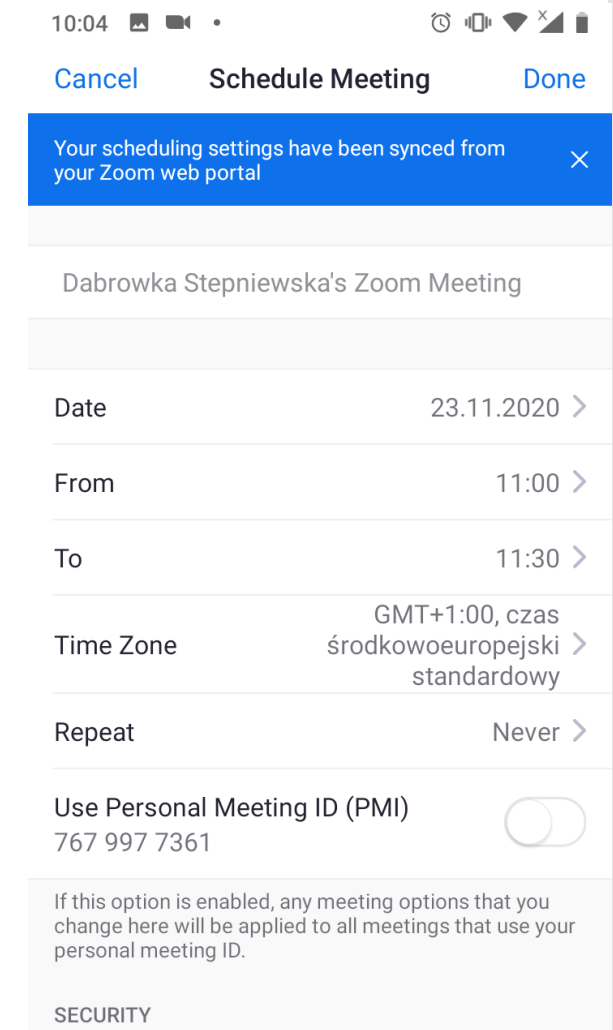 10:04
Cancel Schedule Meeting Done
Your scheduling settings have been synced from
your Zoom web portal
Dabrowka Stepniewska's Zoom Meeting
Date 23.11.2020
From 11:00
To 11:30
Time Zone GMT+1:00, czas
środkowoeuropejski
standardowy
Repeat Never
Use Personal Meeting ID (PMI)
767 997 7361
If this option is enabled, any meeting options that you
change here will be applied to all meetings that use your
personal meeting ID.
SECURITY